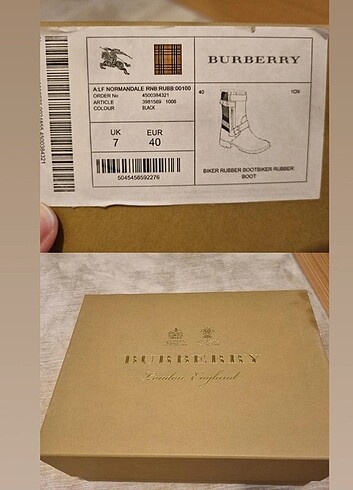 BURBERRY
A:LF NORMANDALE RNB:RUBB:00100
ORDER No 4500384321
ARTICLE 3981569 1006
COLOUR BLACK
UK EUR
7 40
5045456592276
40
BIKER RUBBER BOOTBIKER RUBBER
BOOT
BURBERRY
London England